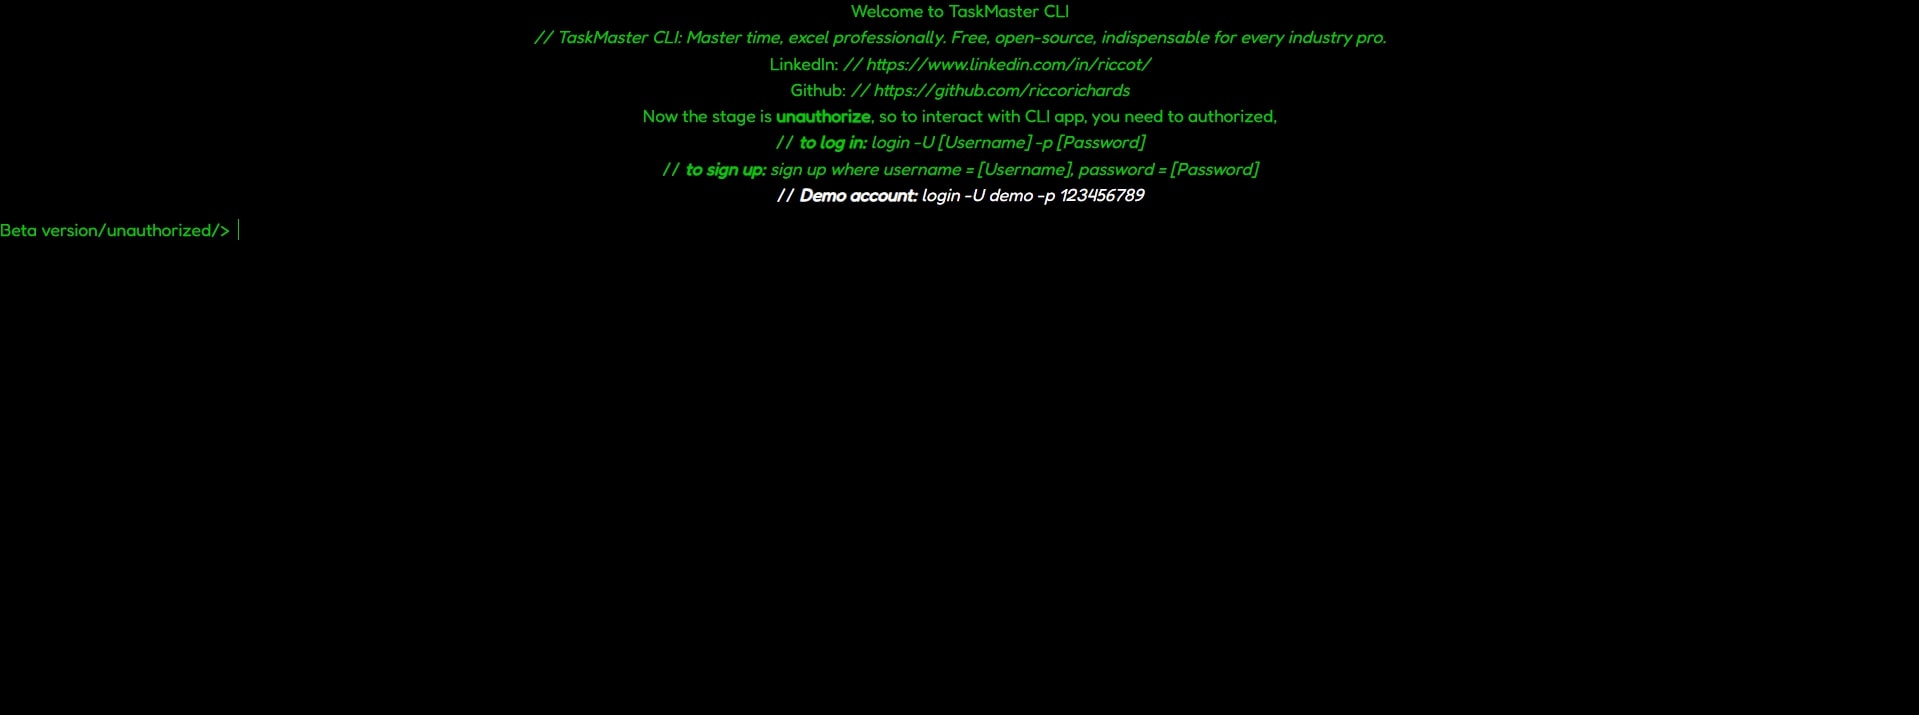 Welcome to TaskMaster CLI
// TaskMaster CLI: Master time, excel professionally. Free, open-source, indispensable for every industry pro.
LinkedIn: // https://www.linkedin.com/in/riccot/
Github: // https://github.com/riccorichards
Now the stage is unauthorize, so to interact with CLI app, you need to authorized,
// to log in: login -U [Username] -p [Password]
// to sign up: sign up where username = [Username], password = [Password]
// Demo account: login -U demo -p 123456789
Beta version/unauthorized/>